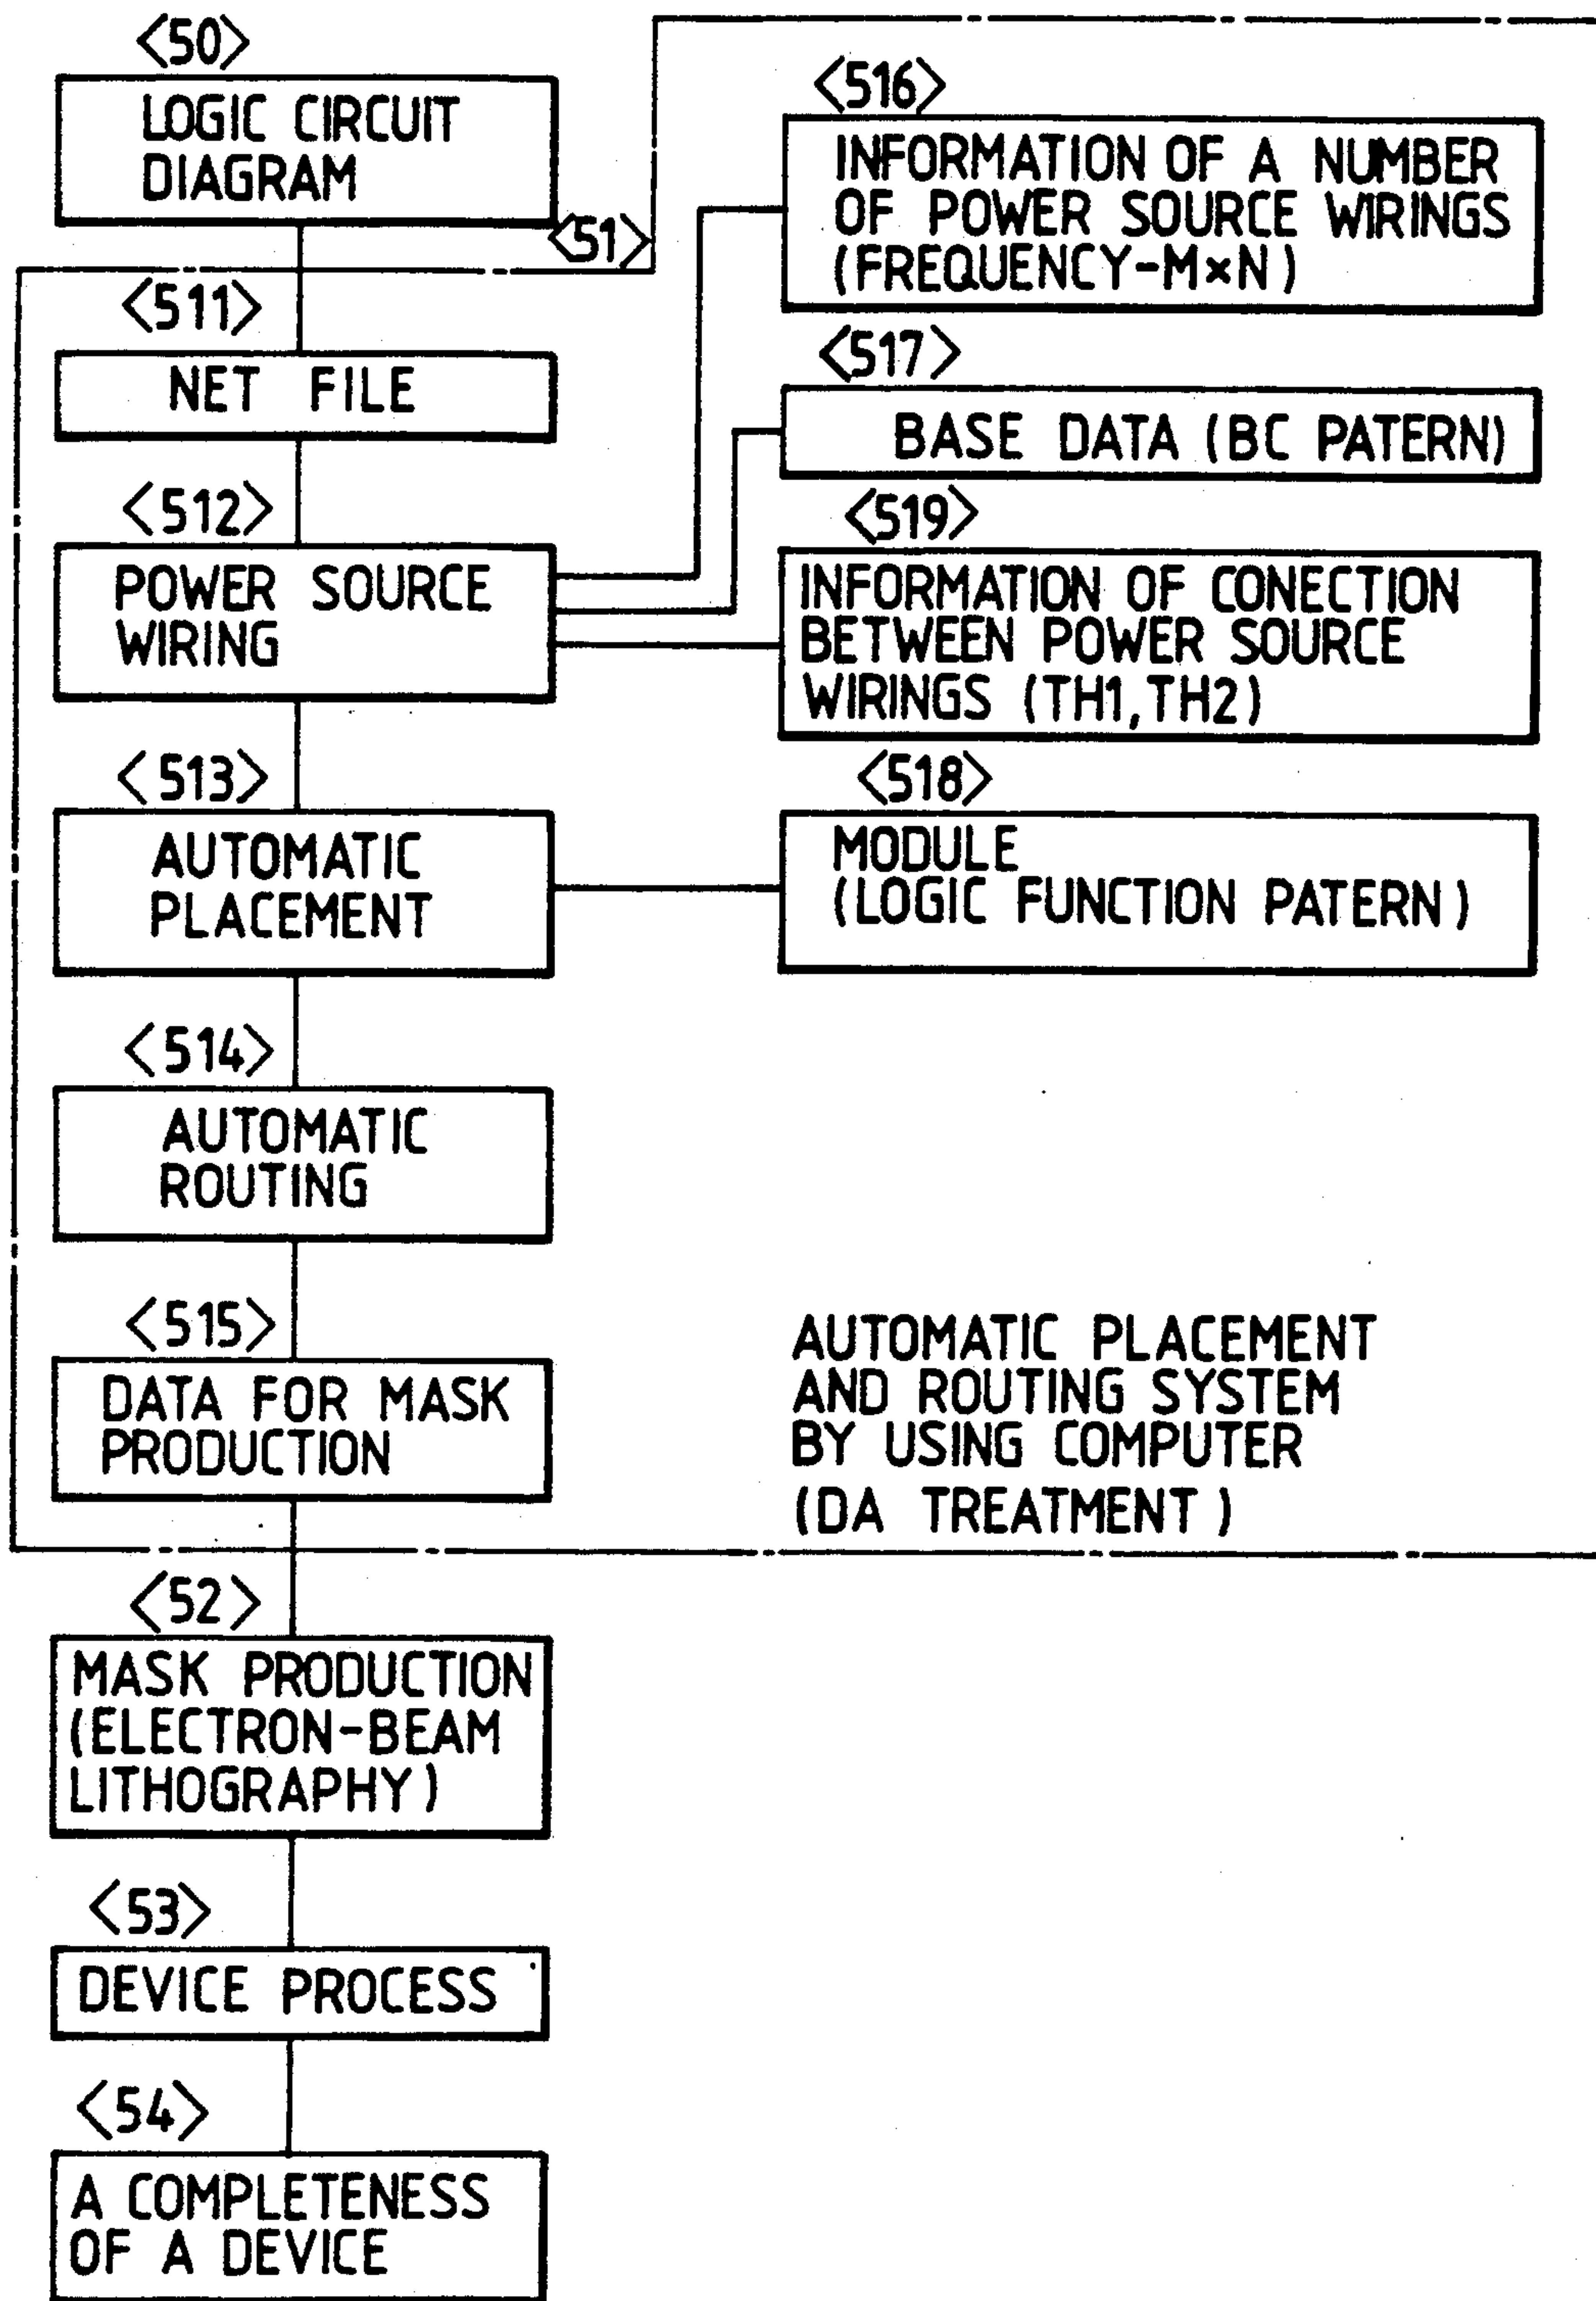 <50>
LOGIC CIRCUIT
DIAGRAM
<51>
<511>
NET FILE
<512>
POWER SOURCE
WIRING
<513>
AUTOMATIC
PLACEMENT
<514>
AUTOMATIC
ROUTING
<515>
DATA FOR MASK
PRODUCTION
<516>
INFORMATION OF A NUMBER
OF POWER SOURCE WIRINGS
(FREQUENCY-M×N)
<517>
BASE DATA (BC PATERN)
<519>
INFORMATION OF CONECTION
BETWEEN POWER SOURCE
WIRINGS (TH1,TH2)
<518>
MODULE
(LOGIC FUNCTION PATERN)
AUTOMATIC PLACEMENT
AND ROUTING SYSTEM
BY USING COMPUTER
(DA TREATMENT)
<52>
MASK PRODUCTION
(ELECTRON-BEAM
LITHOGRAPHY)
<53>
DEVICE PROCESS
<54>
A COMPLETENESS
OF A DEVICE